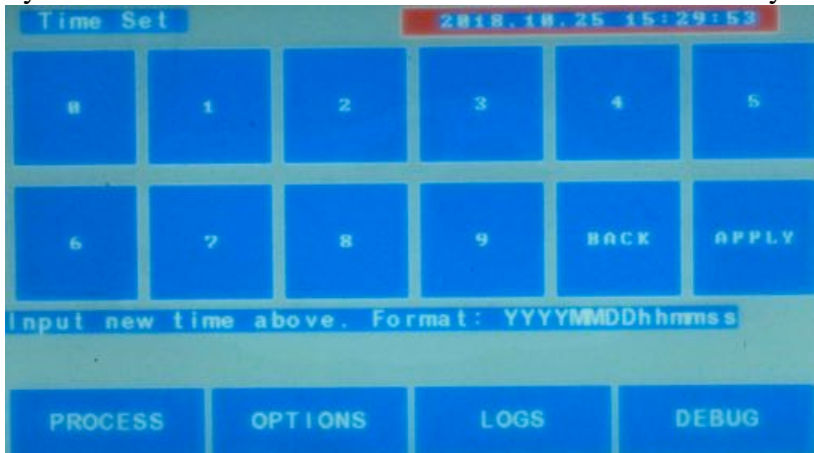 Time Set 2018.10.25 15:29:53
0 1 2 3 4 5
6 7 8 9 BACK APPLY
Input new time above. Format: YYYYMMDDhhmmss
PROCESS OPTIONS LOGS DEBUG